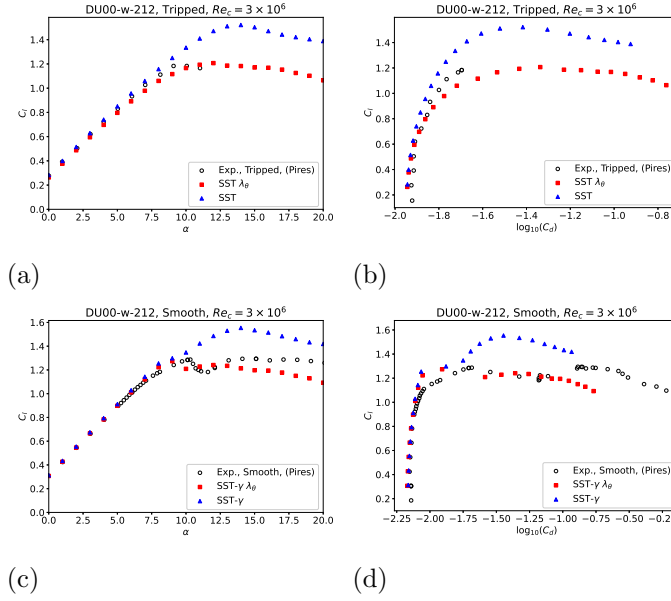 DU00-w-212, Tripped, Re_c = 3 × 10^6
1.4
1.2
1.0
0.8
0.6
0.4
0.2
0.0
C_l
0.0 2.5 5.0 7.5 10.0 12.5 15.0 17.5 20.0
α
Exp., Tripped, (Pires)
SST λ_θ
SST
(a)
DU00-w-212, Tripped, Re_c = 3 × 10^6
1.4
1.2
1.0
0.8
0.6
0.4
0.2
−2.0 −1.8 −1.6 −1.4 −1.2 −1.0 −0.8
log10(C_d)
Exp., Tripped, (Pires)
SST λ_θ
SST
(b)
DU00-w-212, Smooth, Re_c = 3 × 10^6
1.6
1.4
1.2
1.0
0.8
0.6
0.4
0.2
0.0
C_l
0.0 2.5 5.0 7.5 10.0 12.5 15.0 17.5 20.0
α
Exp., Smooth, (Pires)
SST-γ λ_θ
SST-γ
(c)
DU00-w-212, Smooth, Re_c = 3 × 10^6
1.6
1.4
1.2
1.0
0.8
0.6
0.4
0.2
−2.25 −2.00 −1.75 −1.50 −1.25 −1.00 −0.75 −0.50 −0.2
log10(C_d)
Exp., Smooth, (Pires)
SST-γ λ_θ
SST-γ
(d)